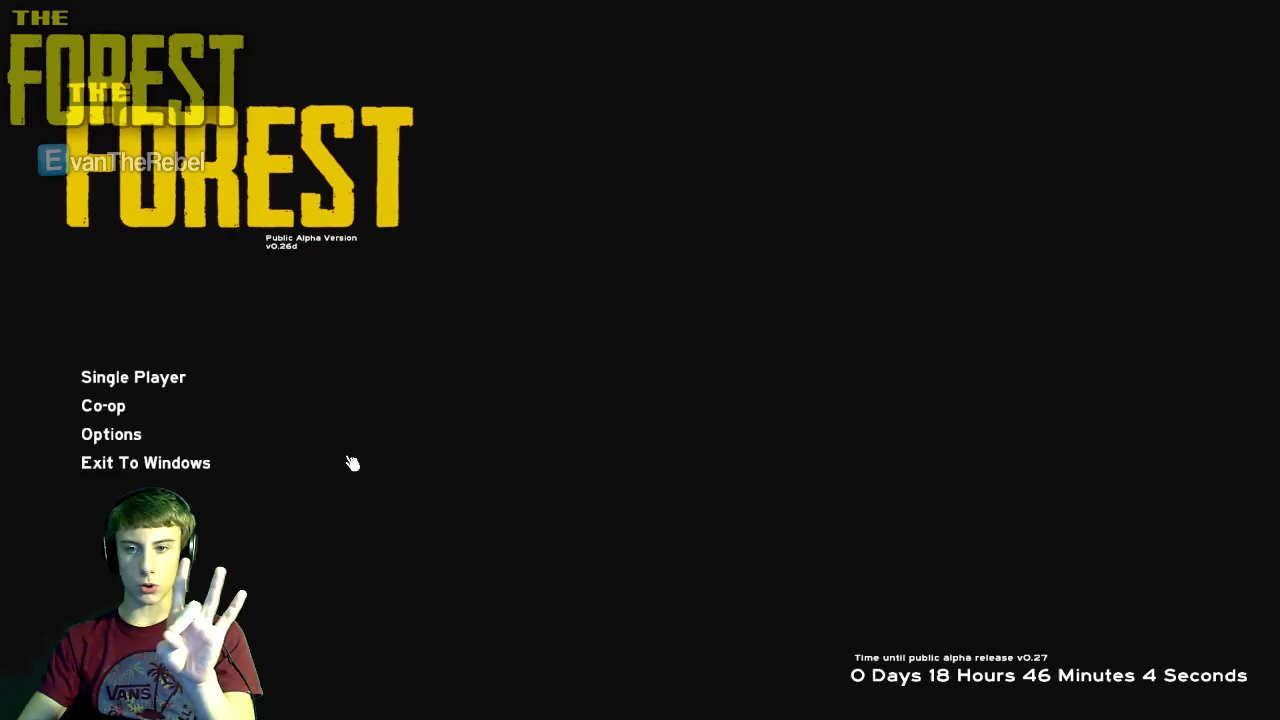 THE
FOREST
THE
FOREST
EvanTheRebel
Public Alpha Version
v0.26d
Single Player
Co-op
Options
Exit To Windows
VANS
Time until public alpha release v0.27
0 Days 18 Hours 46 Minutes 4 Seconds